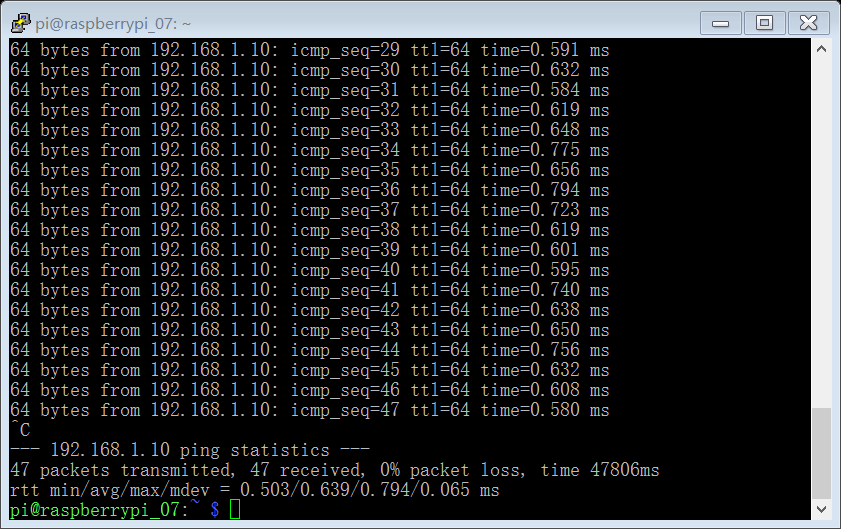 pi@raspberrypi_07: ~
64 bytes from 192.168.1.10: icmp_seq=29 ttl=64 time=0.591 ms
64 bytes from 192.168.1.10: icmp_seq=30 ttl=64 time=0.632 ms
64 bytes from 192.168.1.10: icmp_seq=31 ttl=64 time=0.584 ms
64 bytes from 192.168.1.10: icmp_seq=32 ttl=64 time=0.619 ms
64 bytes from 192.168.1.10: icmp_seq=33 ttl=64 time=0.648 ms
64 bytes from 192.168.1.10: icmp_seq=34 ttl=64 time=0.775 ms
64 bytes from 192.168.1.10: icmp_seq=35 ttl=64 time=0.656 ms
64 bytes from 192.168.1.10: icmp_seq=36 ttl=64 time=0.794 ms
64 bytes from 192.168.1.10: icmp_seq=37 ttl=64 time=0.723 ms
64 bytes from 192.168.1.10: icmp_seq=38 ttl=64 time=0.619 ms
64 bytes from 192.168.1.10: icmp_seq=39 ttl=64 time=0.601 ms
64 bytes from 192.168.1.10: icmp_seq=40 ttl=64 time=0.595 ms
64 bytes from 192.168.1.10: icmp_seq=41 ttl=64 time=0.740 ms
64 bytes from 192.168.1.10: icmp_seq=42 ttl=64 time=0.638 ms
64 bytes from 192.168.1.10: icmp_seq=43 ttl=64 time=0.650 ms
64 bytes from 192.168.1.10: icmp_seq=44 ttl=64 time=0.756 ms
64 bytes from 192.168.1.10: icmp_seq=45 ttl=64 time=0.632 ms
64 bytes from 192.168.1.10: icmp_seq=46 ttl=64 time=0.608 ms
64 bytes from 192.168.1.10: icmp_seq=47 ttl=64 time=0.580 ms
^C
--- 192.168.1.10 ping statistics ---
47 packets transmitted, 47 received, 0% packet loss, time 47806ms
rtt min/avg/max/mdev = 0.503/0.639/0.794/0.065 ms
pi@raspberrypi_07:~ $